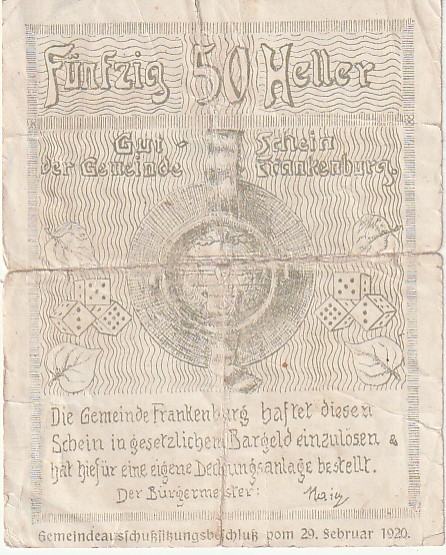 Fünfzig 50 Heller
Gut- Schein
der Gemeinde Frankenburg.
Die Gemeinde Frankenburg haftet diesen
Schein in gesetzlichem Bargeld einzulösen &
hat hiefür eine eigene Deckungsanlage bestellt.
Der Bürgermeister:
Gemeindeausschußsitzungsbeschluß vom 29. Februar 1920.